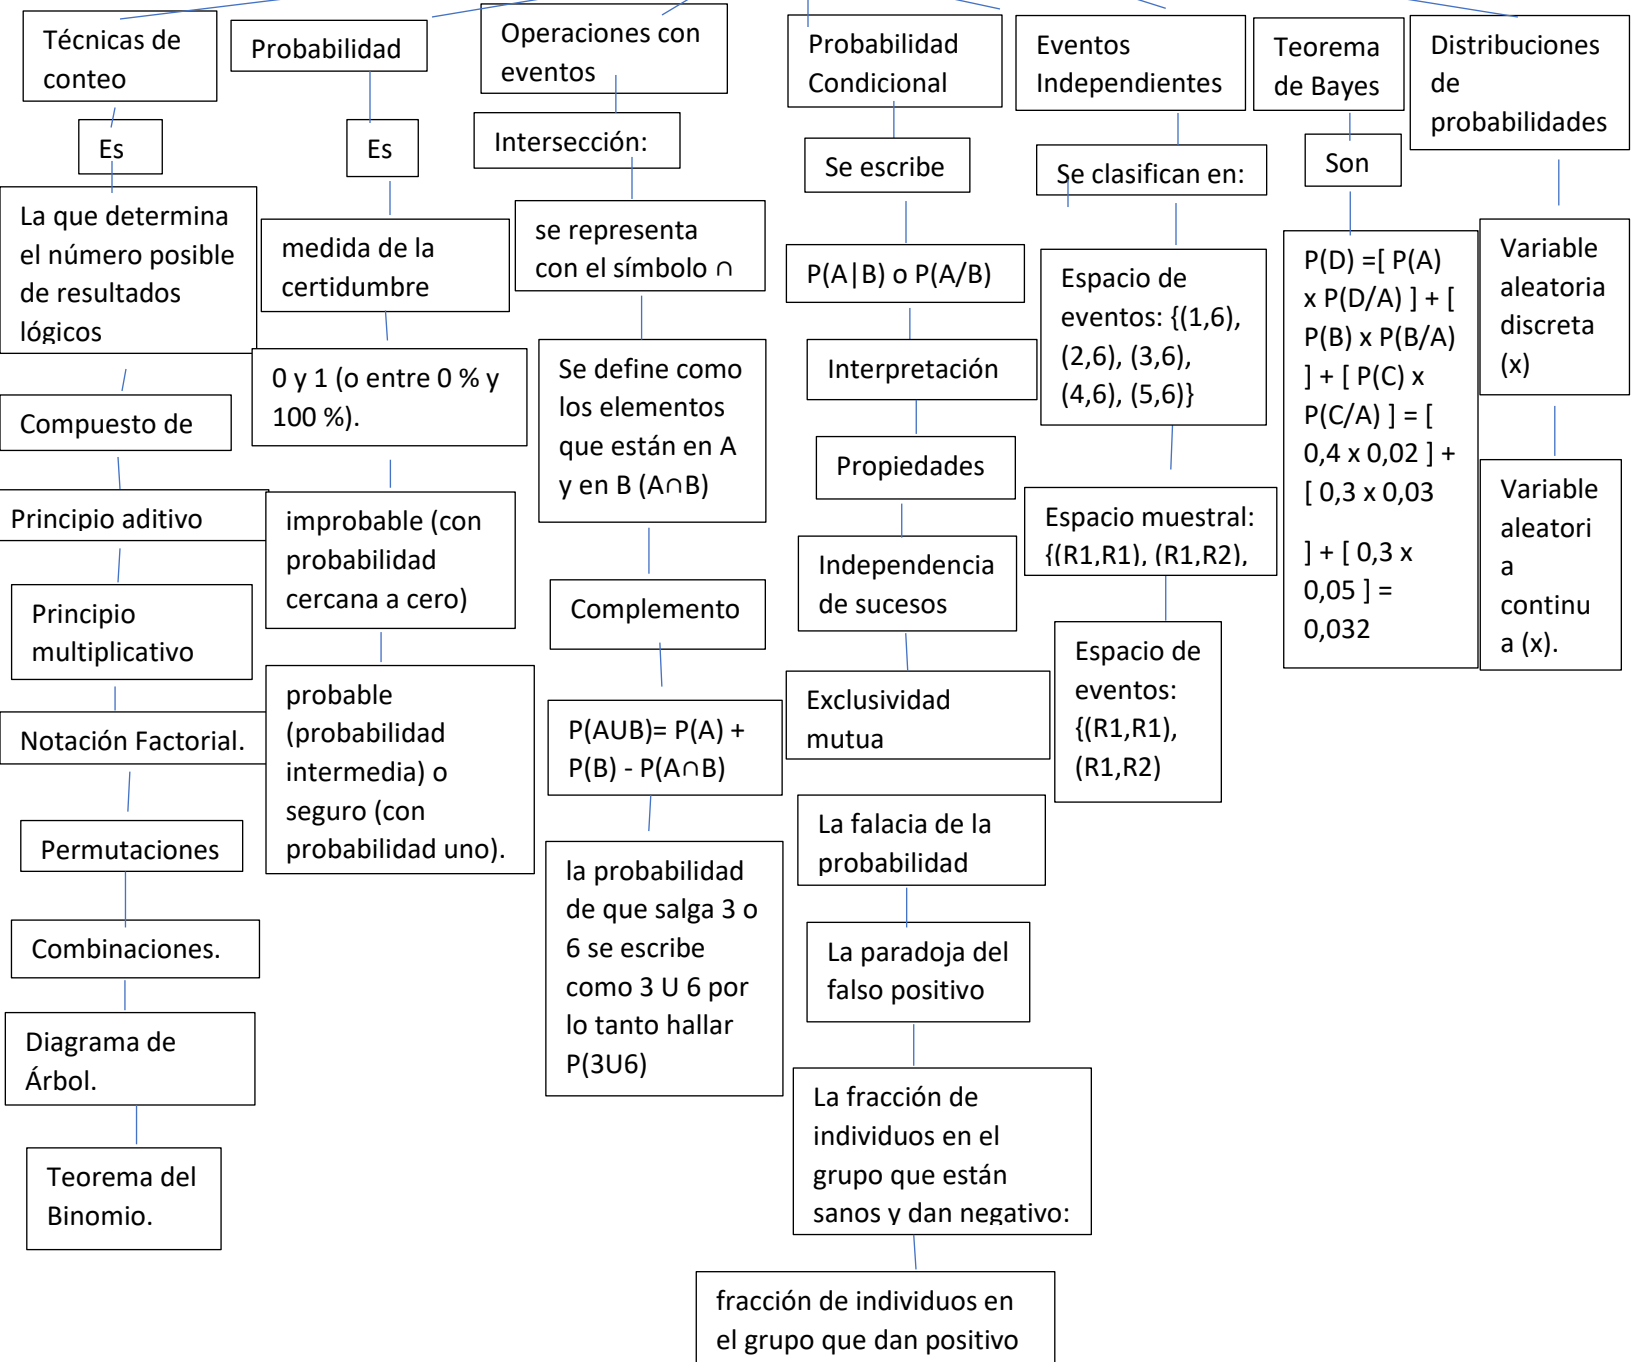 Técnicas de
conteo
Es
La que determina
el número posible
de resultados
lógicos
Compuesto de
Principio aditivo
Principio
multiplicativo
Notación Factorial.
Permutaciones
Combinaciones.
Diagrama de
Árbol.
Teorema del
Binomio.
Probabilidad
Es
medida de la
certidumbre
0 y 1 (o entre 0 % y
100 %).
improbable (con
probabilidad
cercana a cero)
probable
(probabilidad
intermedia) o
seguro (con
probabilidad uno).
Operaciones con
eventos
Intersección:
se representa
con el símbolo ∩
Se define como
los elementos
que están en A
y en B (A∩B)
Complemento
P(AUB)= P(A) +
P(B) - P(A∩B)
la probabilidad
de que salga 3 o
6 se escribe
como 3 U 6 por
lo tanto hallar
P(3U6)
Probabilidad
Condicional
Se escribe
P(A|B) o P(A/B)
Interpretación
Propiedades
Independencia
de sucesos
Exclusividad
mutua
La falacia de la
probabilidad
La paradoja del
falso positivo
La fracción de
individuos en el
grupo que están
sanos y dan negativo:
fracción de individuos en
el grupo que dan positivo
Eventos
Independientes
Se clasifican en:
Espacio de
eventos: {(1,6),
(2,6), (3,6),
(4,6), (5,6)}
Espacio muestral:
{(R1,R1), (R1,R2),
Espacio de
eventos:
{(R1,R1),
(R1,R2)
Teorema
de Bayes
Son
P(D) =[ P(A)
x P(D/A) ] + [
P(B) x P(B/A)
] + [ P(C) x
P(C/A) ] = [
0,4 x 0,02 ] +
[ 0,3 x 0,03
] + [ 0,3 x
0,05 ] =
0,032
Distribuciones
de
probabilidades
Variable
aleatoria
discreta
(x)
Variable
aleatori
a
continu
a (x).